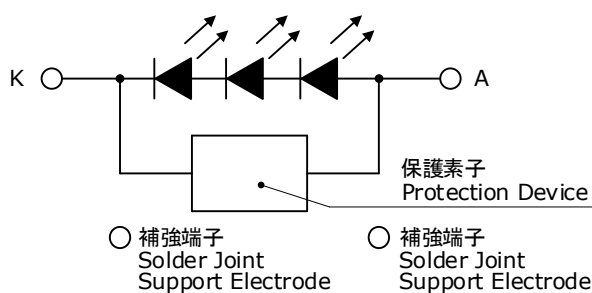 K
A
保護素子
Protection Device
補強端子
Solder Joint
Support Electrode
補強端子
Solder Joint
Support Electrode